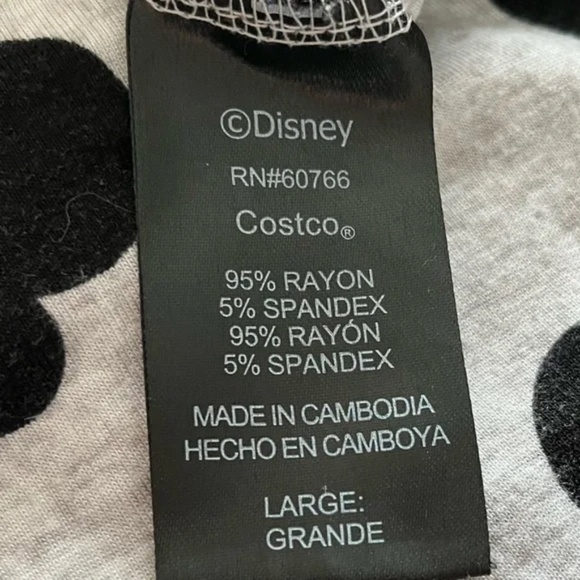 ©Disney
RN#60766
Costco®
95% RAYON
5% SPANDEX
95% RAYÓN
5% SPANDEX
MADE IN CAMBODIA
HECHO EN CAMBOYA
LARGE:
GRANDE